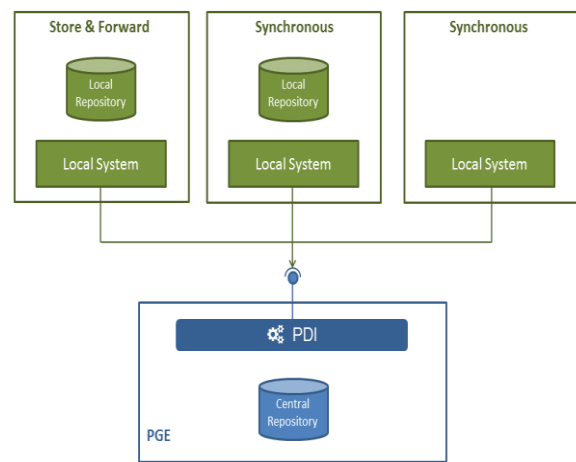 Store & Forward
Synchronous
Synchronous
Local
Repository
Local
Repository
Local System
Local System
Local System
PDI
Central
Repository
PGE